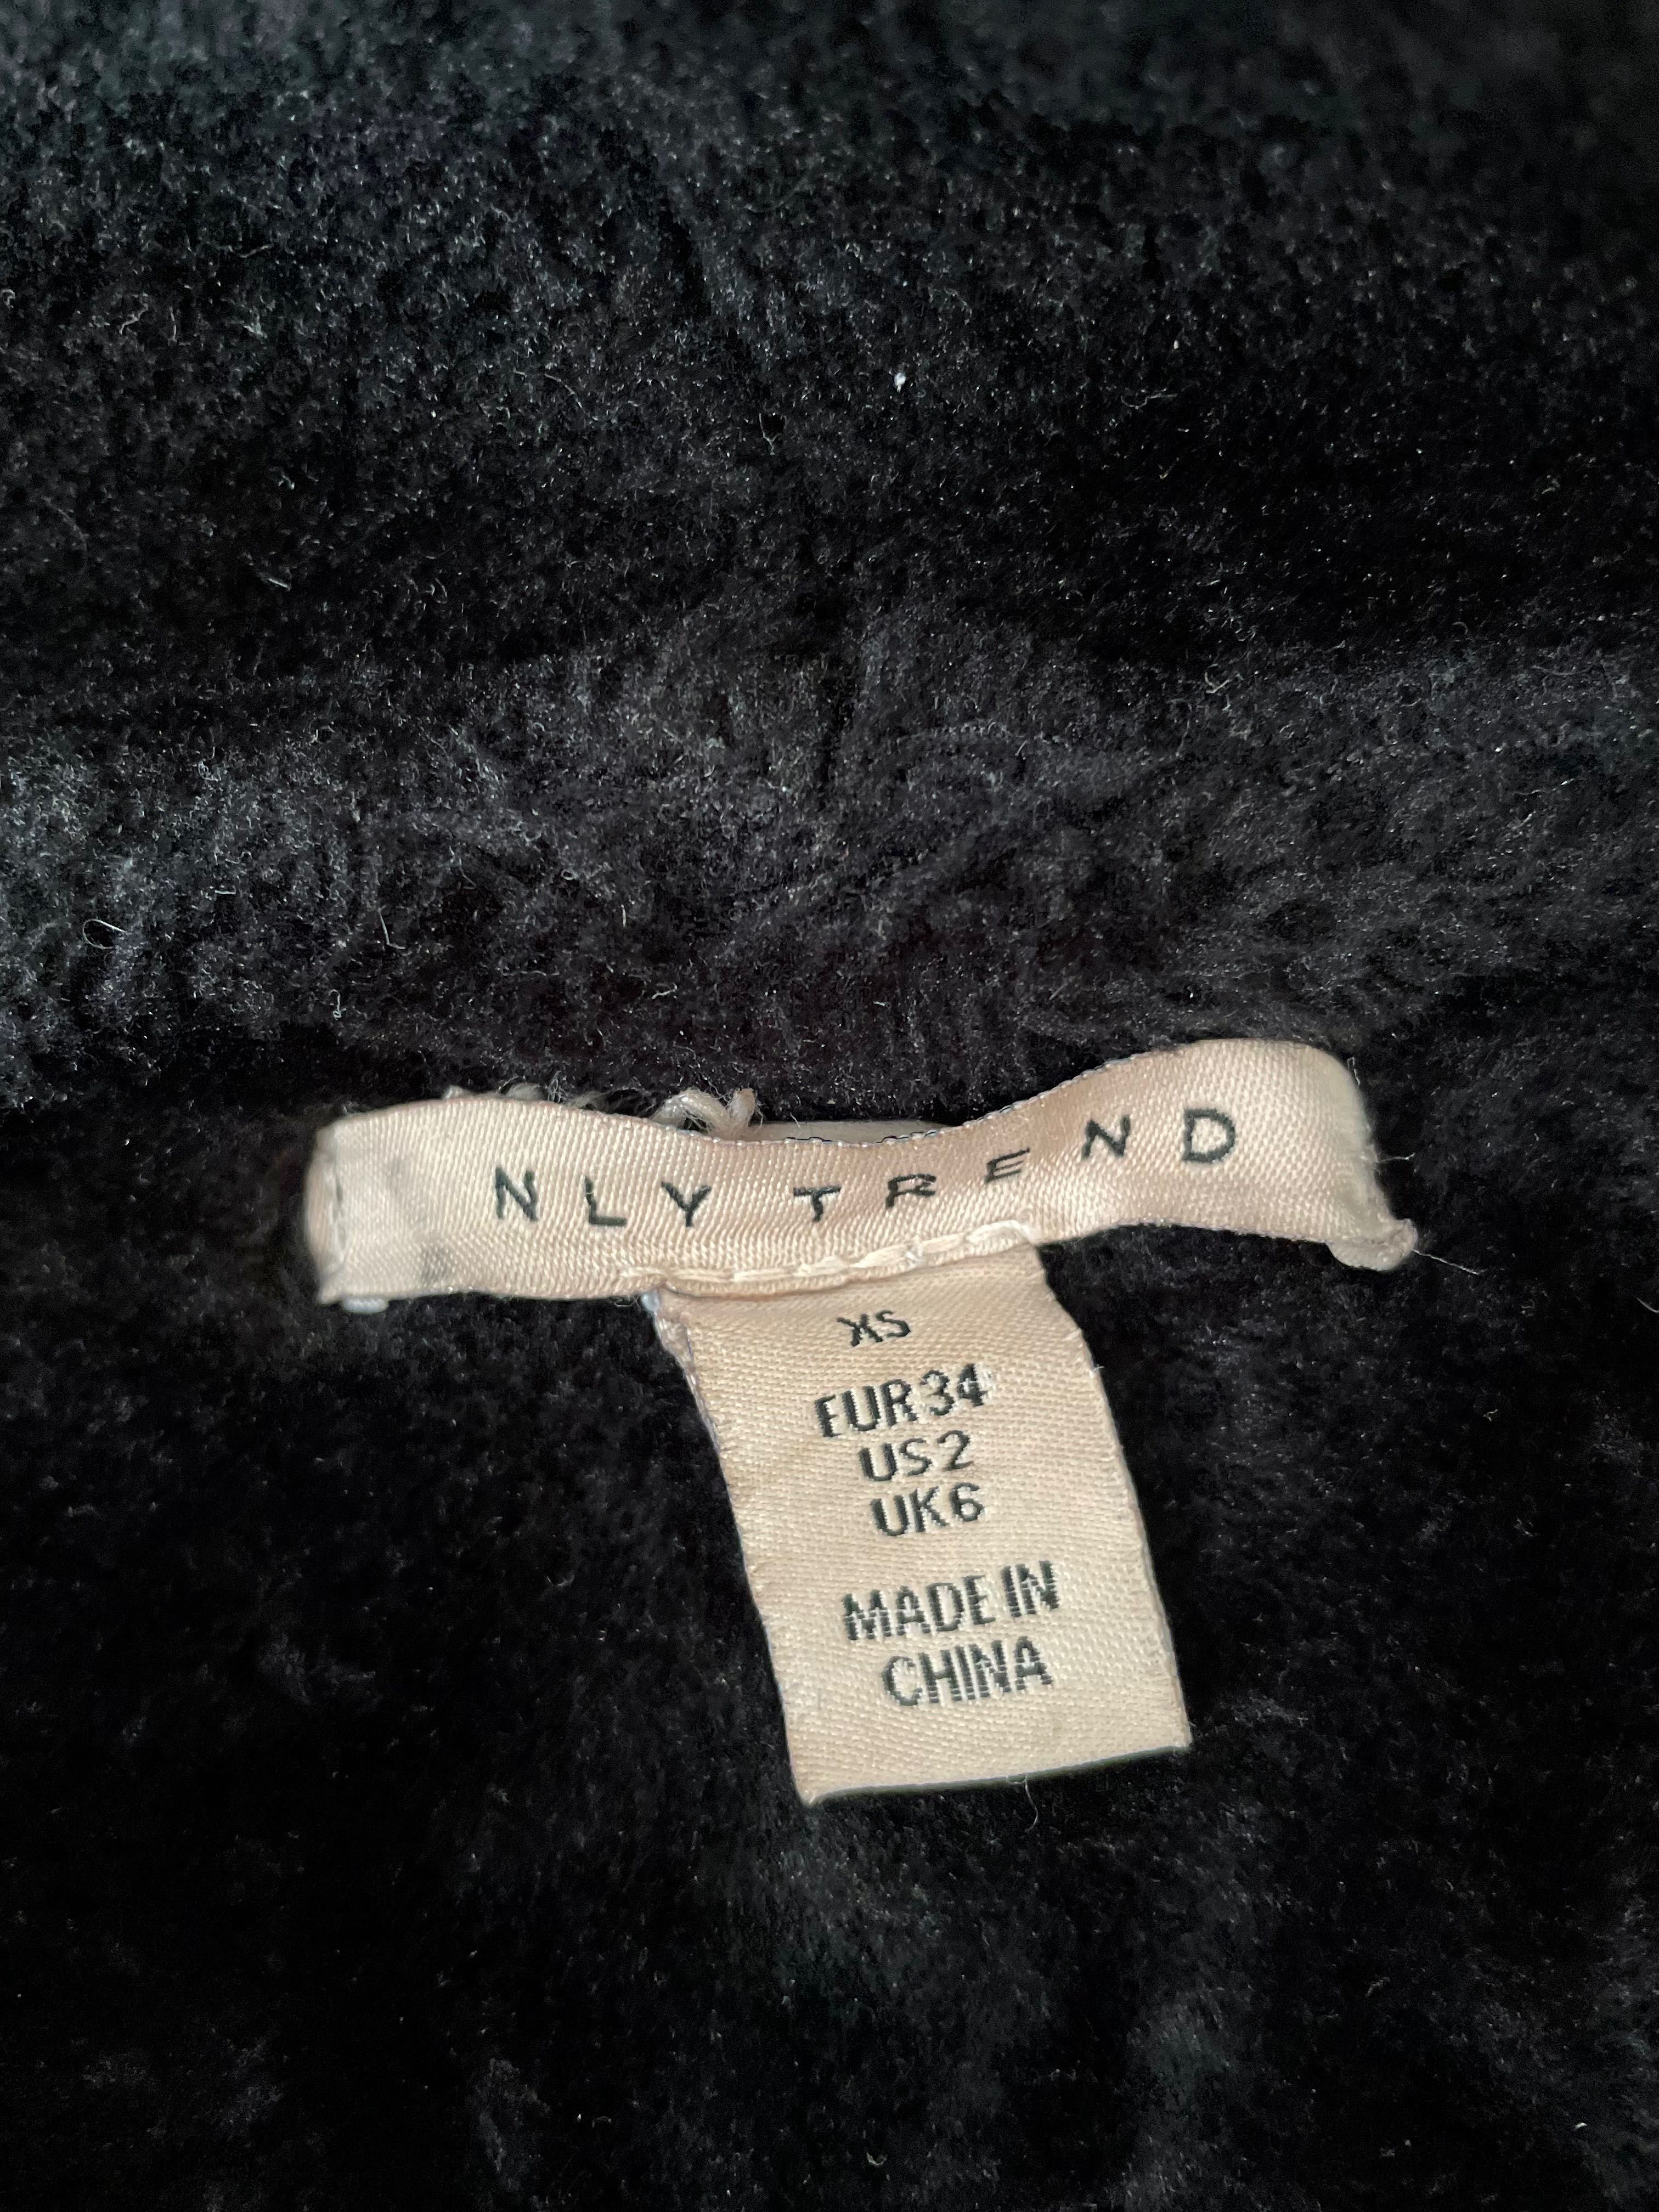 NLY TREND
XS
EUR 34
US 2
UK 6
MADE IN
CHINA